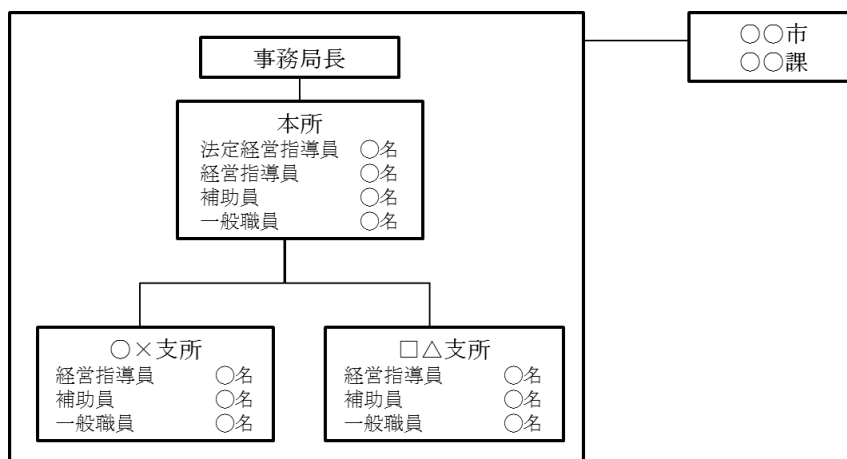 事務局長
○○市
○○課
本所
法定経営指導員 ○名
経営指導員 ○名
補助員 ○名
一般職員 ○名
○×支所
経営指導員 ○名
補助員 ○名
一般職員 ○名
□△支所
経営指導員 ○名
補助員 ○名
一般職員 ○名